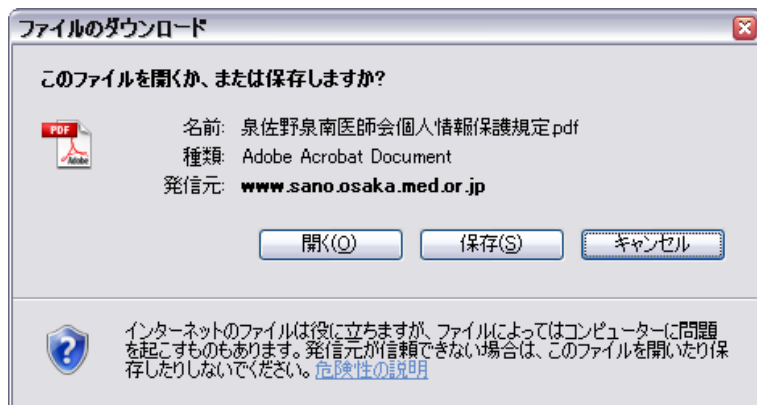 ファイルのダウンロード
このファイルを開くか、または保存しますか?
PDF
Adobe
名前: 泉佐野泉南医師会個人情報保護規定.pdf
種類: Adobe Acrobat Document
発信元: www.sano.osaka.med.or.jp
開く(O) 保存(S) キャンセル
インターネットのファイルは役に立ちますが、ファイルによってはコンピューターに問題
を起こすものもあります。発信元が信頼できない場合は、このファイルを開いたり保
存したりしないでください。危険性の説明